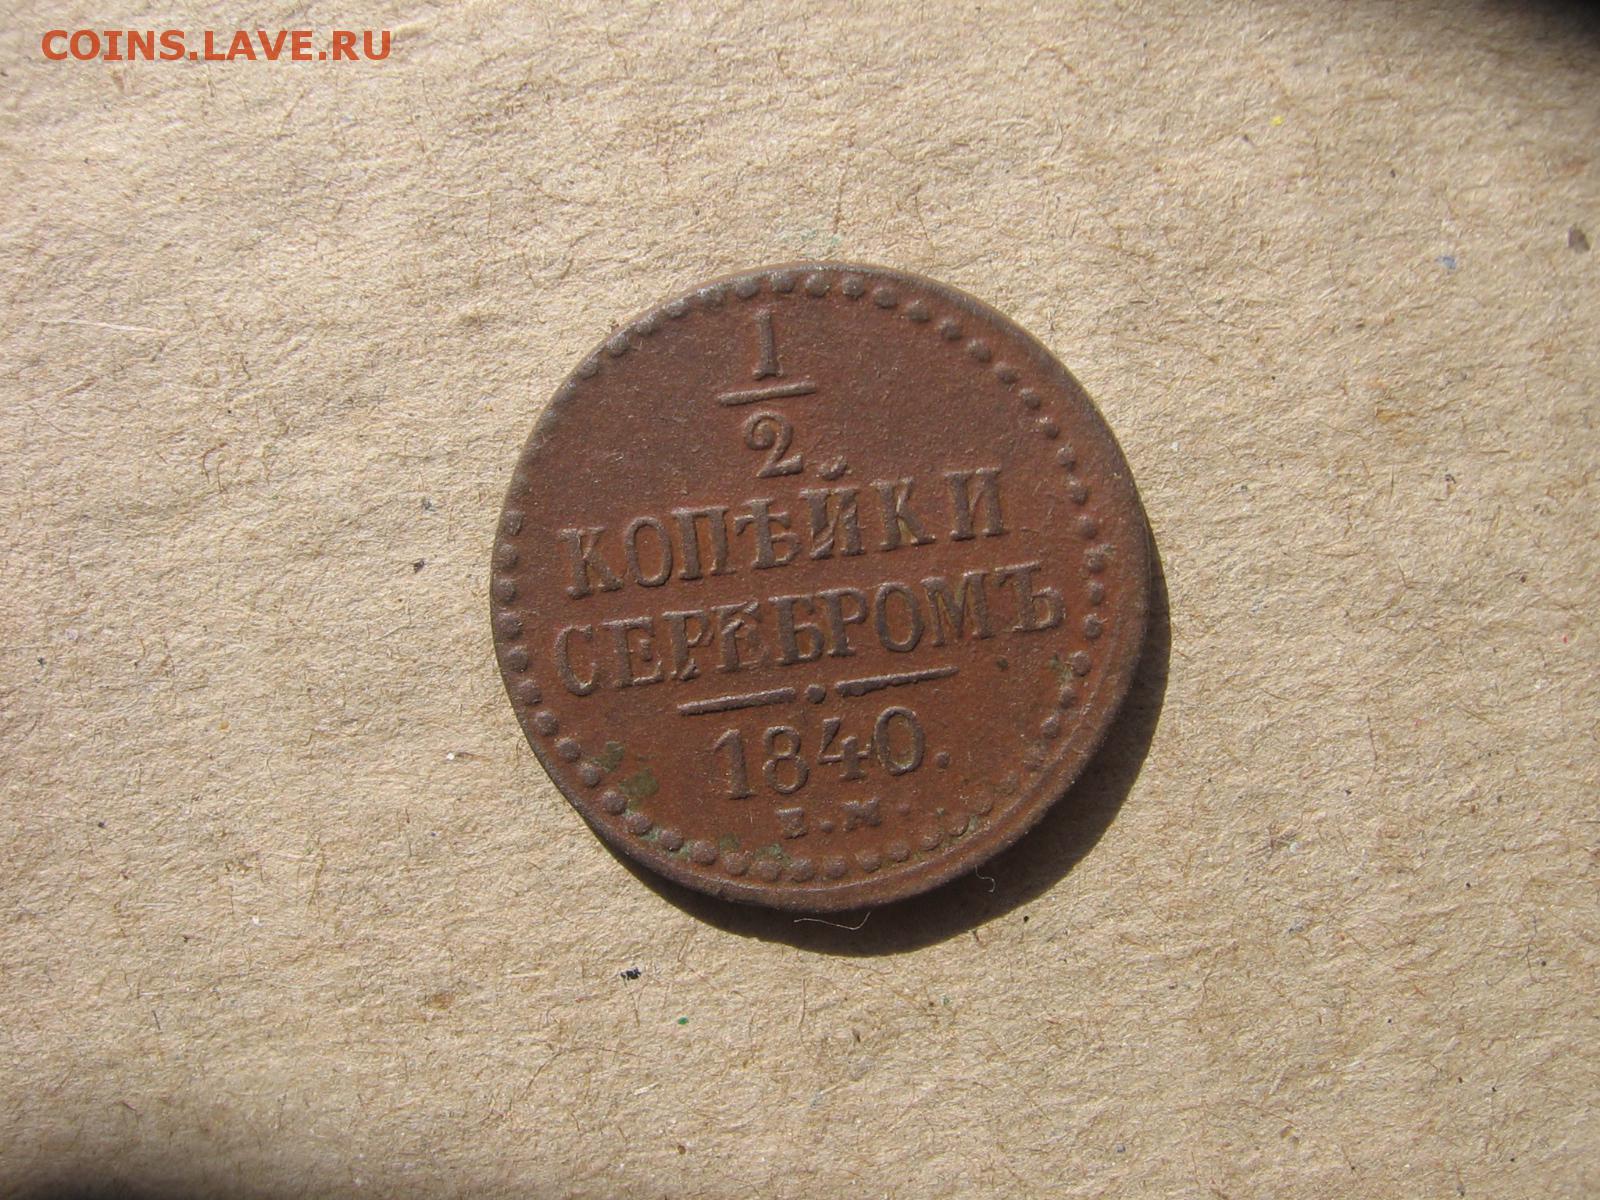 COINS.LAVE.RU
1
2
КОПѢЙКИ
СЕРЕБРОМЪ
1840.
Е.М.